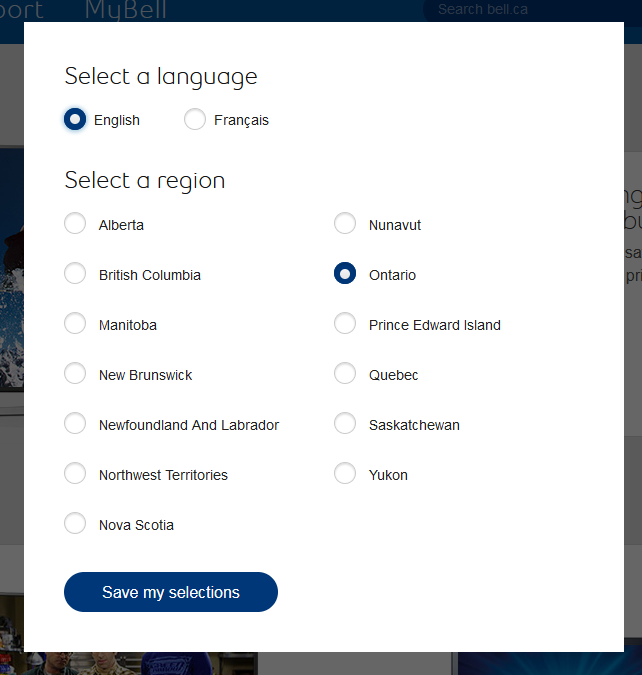 MyBell
Search bell.ca
Select a language
English Français
Select a region
Alberta Nunavut
British Columbia Ontario
Manitoba Prince Edward Island
New Brunswick Quebec
Newfoundland And Labrador Saskatchewan
Northwest Territories Yukon
Nova Scotia
Save my selections